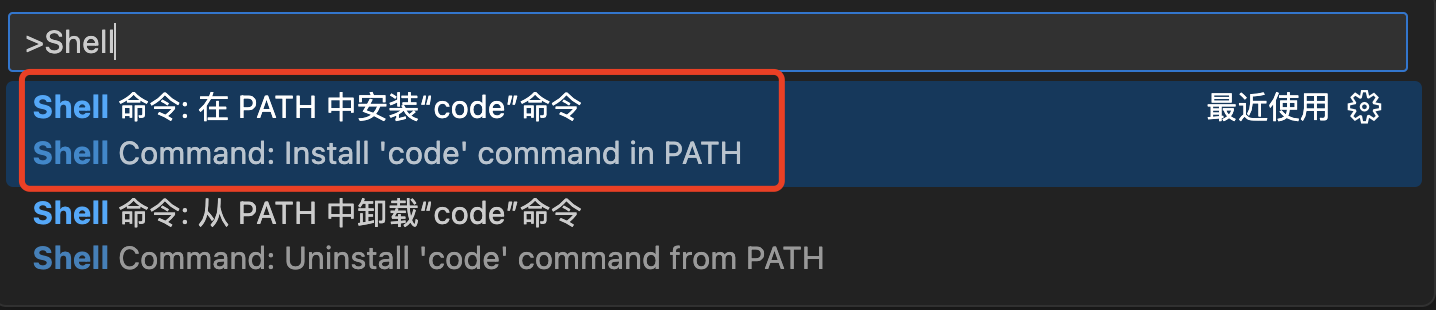 >Shell
Shell 命令: 在 PATH 中安装“code”命令
最近使用
Shell Command: Install 'code' command in PATH
Shell 命令: 从 PATH 中卸载“code”命令
Shell Command: Uninstall 'code' command from PATH